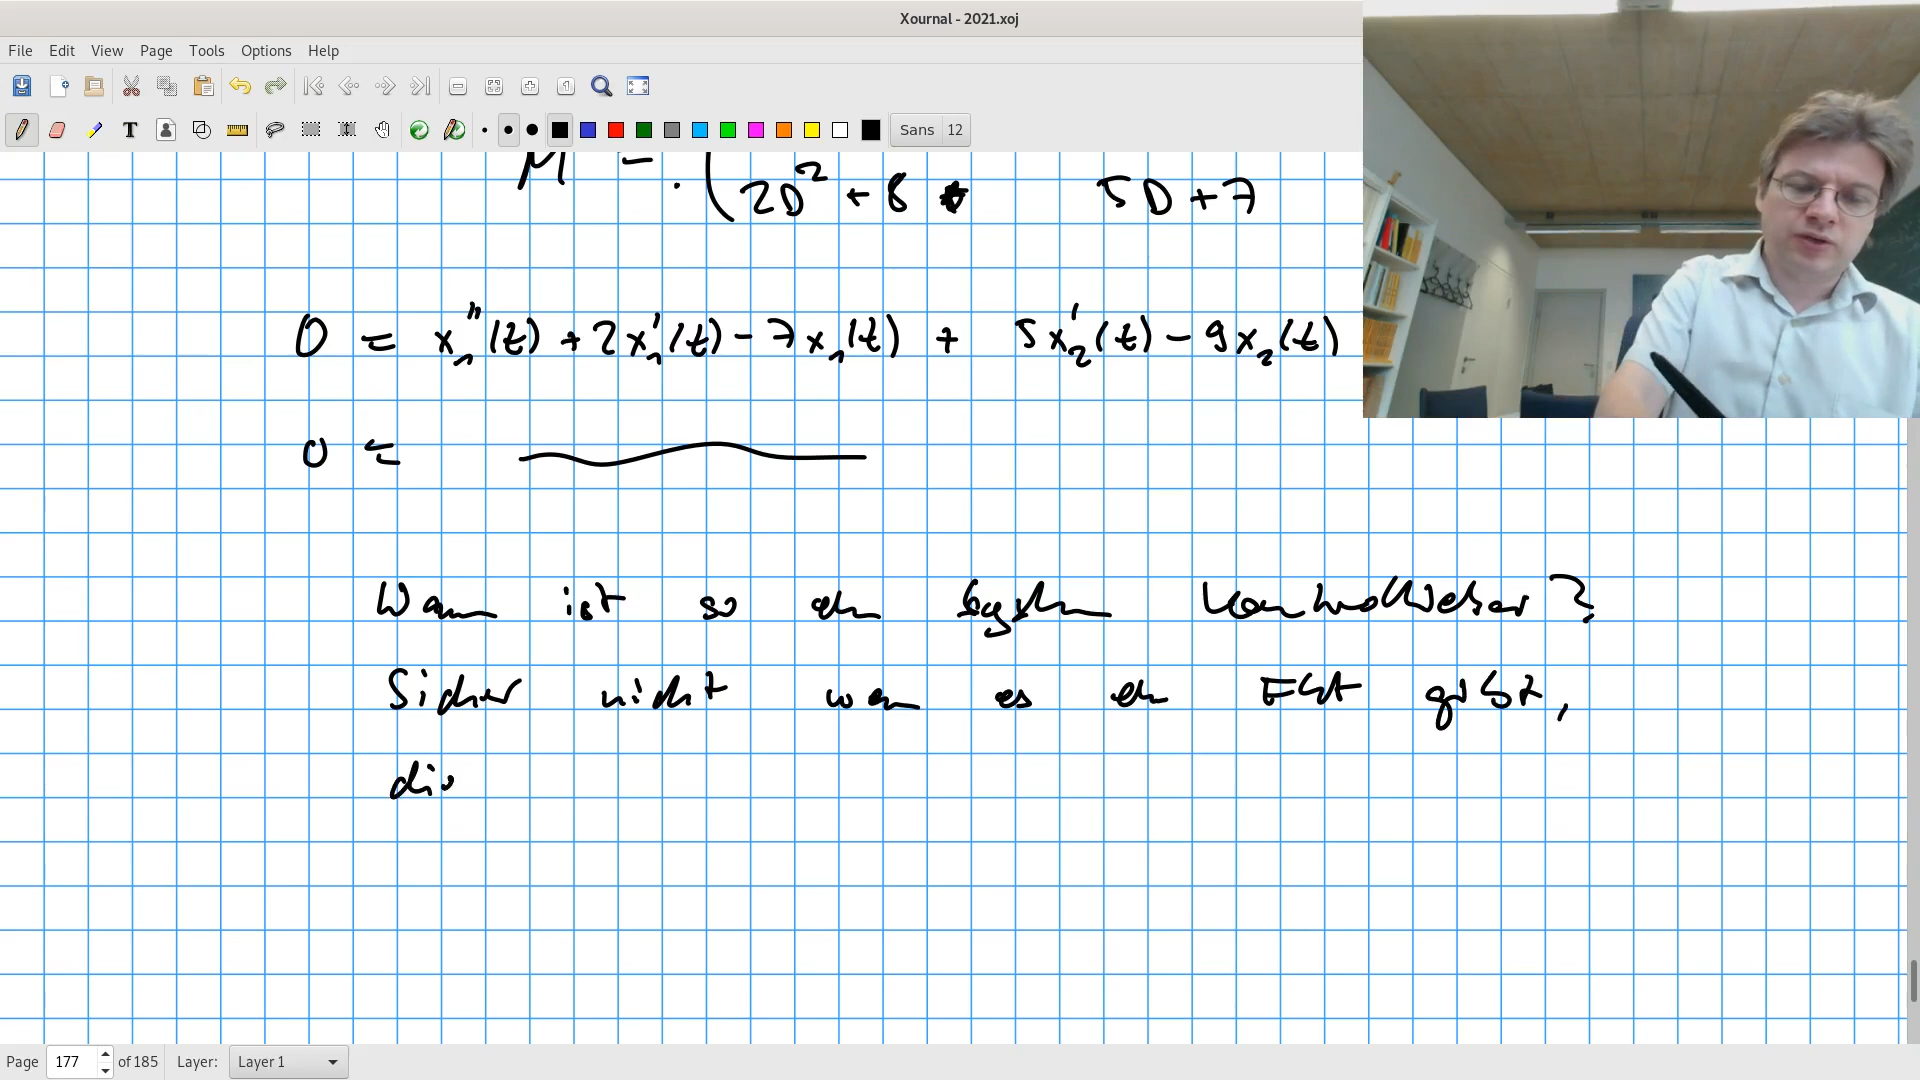 Xournal - 2021.xoj
File Edit View Page Tools Options Help
T Sans 12
M = (
2D² + 8 5D + 7
0 = x₁''(t) + 2x₁'(t) - 7x₁(t) + 5x₂'(t) - 9x₂(t)
0 =
Wann ist so ein System kontrollierbar?
Sicher nicht wenn es ein gibt,
die
Page 177 of 185 Layer: Layer 1